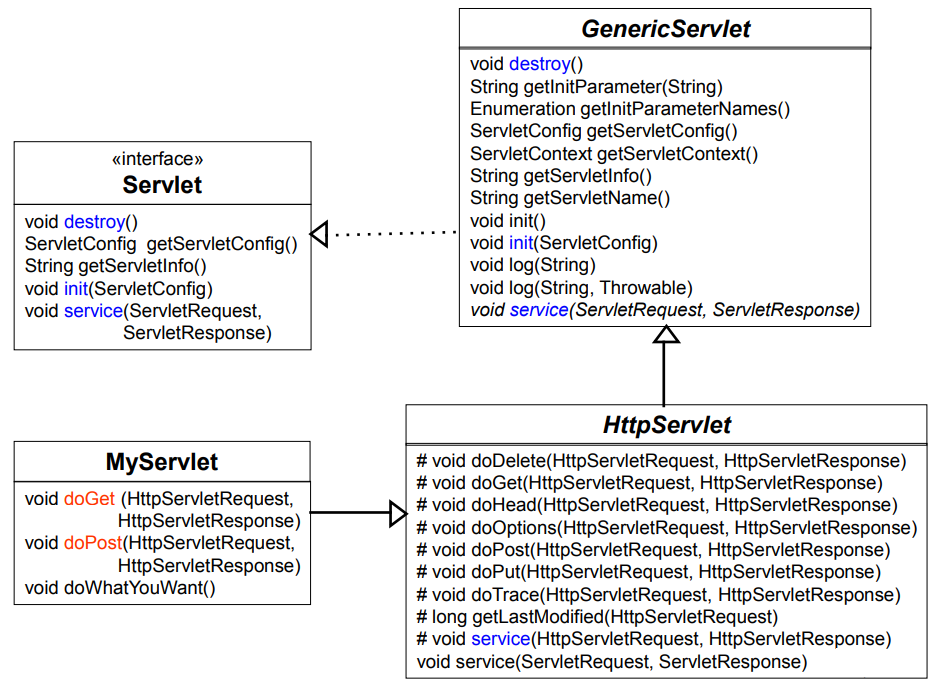 GenericServlet
void destroy()
String getInitParameter(String)
Enumeration getInitParameterNames()
ServletConfig getServletConfig()
ServletContext getServletContext()
String getServletInfo()
String getServletName()
void init()
void init(ServletConfig)
void log(String)
void log(String, Throwable)
void service(ServletRequest, ServletResponse)
«interface»
Servlet
void destroy()
ServletConfig getServletConfig()
String getServletInfo()
void init(ServletConfig)
void service(ServletRequest,
ServletResponse)
MyServlet
void doGet (HttpServletRequest,
HttpServletResponse)
void doPost(HttpServletRequest,
HttpServletResponse)
void doWhatYouWant()
HttpServlet
# void doDelete(HttpServletRequest, HttpServletResponse)
# void doGet(HttpServletRequest, HttpServletResponse)
# void doHead(HttpServletRequest, HttpServletResponse)
# void doOptions(HttpServletRequest, HttpServletResponse)
# void doPost(HttpServletRequest, HttpServletResponse)
# void doPut(HttpServletRequest, HttpServletResponse)
# void doTrace(HttpServletRequest, HttpServletResponse)
# long getLastModified(HttpServletRequest)
# void service(HttpServletRequest, HttpServletResponse)
void service(ServletRequest, ServletResponse)